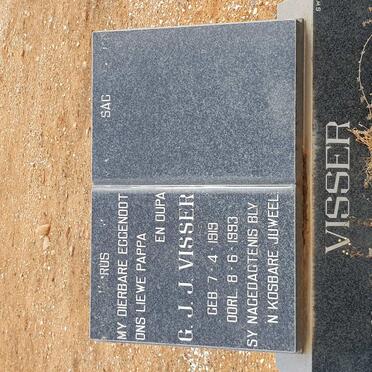 RUS SAG
MY DIERBARE EGGENOOT
ONS LIEWE PAPPA
EN OUPA
G. J. J. VISSER
GEB 7-4-1919
OORL. 8-6-1993
SY NAGEDAGTENIS BLY
N KOSBARE JUWEEL
VISSER